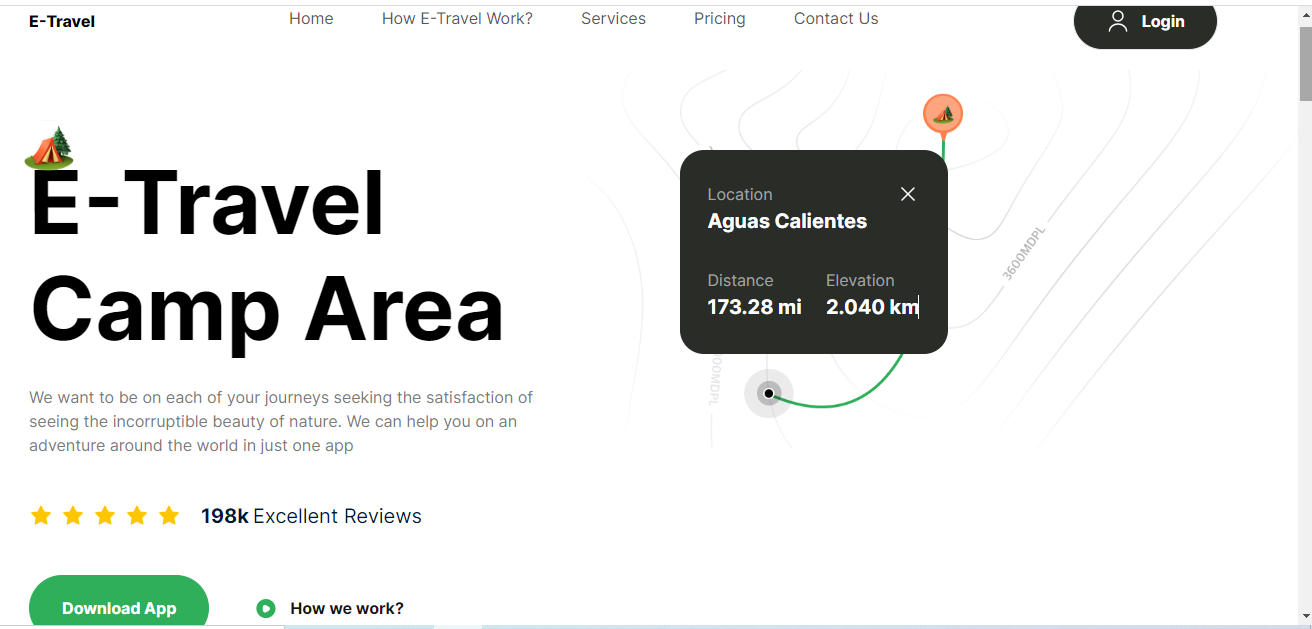 E-Travel
Home
How E-Travel Work?
Services
Pricing
Contact Us
Login
E-Travel
Camp Area
We want to be on each of your journeys seeking the satisfaction of
seeing the incorruptible beauty of nature. We can help you on an
adventure around the world in just one app
198k Excellent Reviews
Download App
How we work?
Location
Aguas Calientes
Distance
Elevation
173.28 mi
2.040 km
3600MDPL